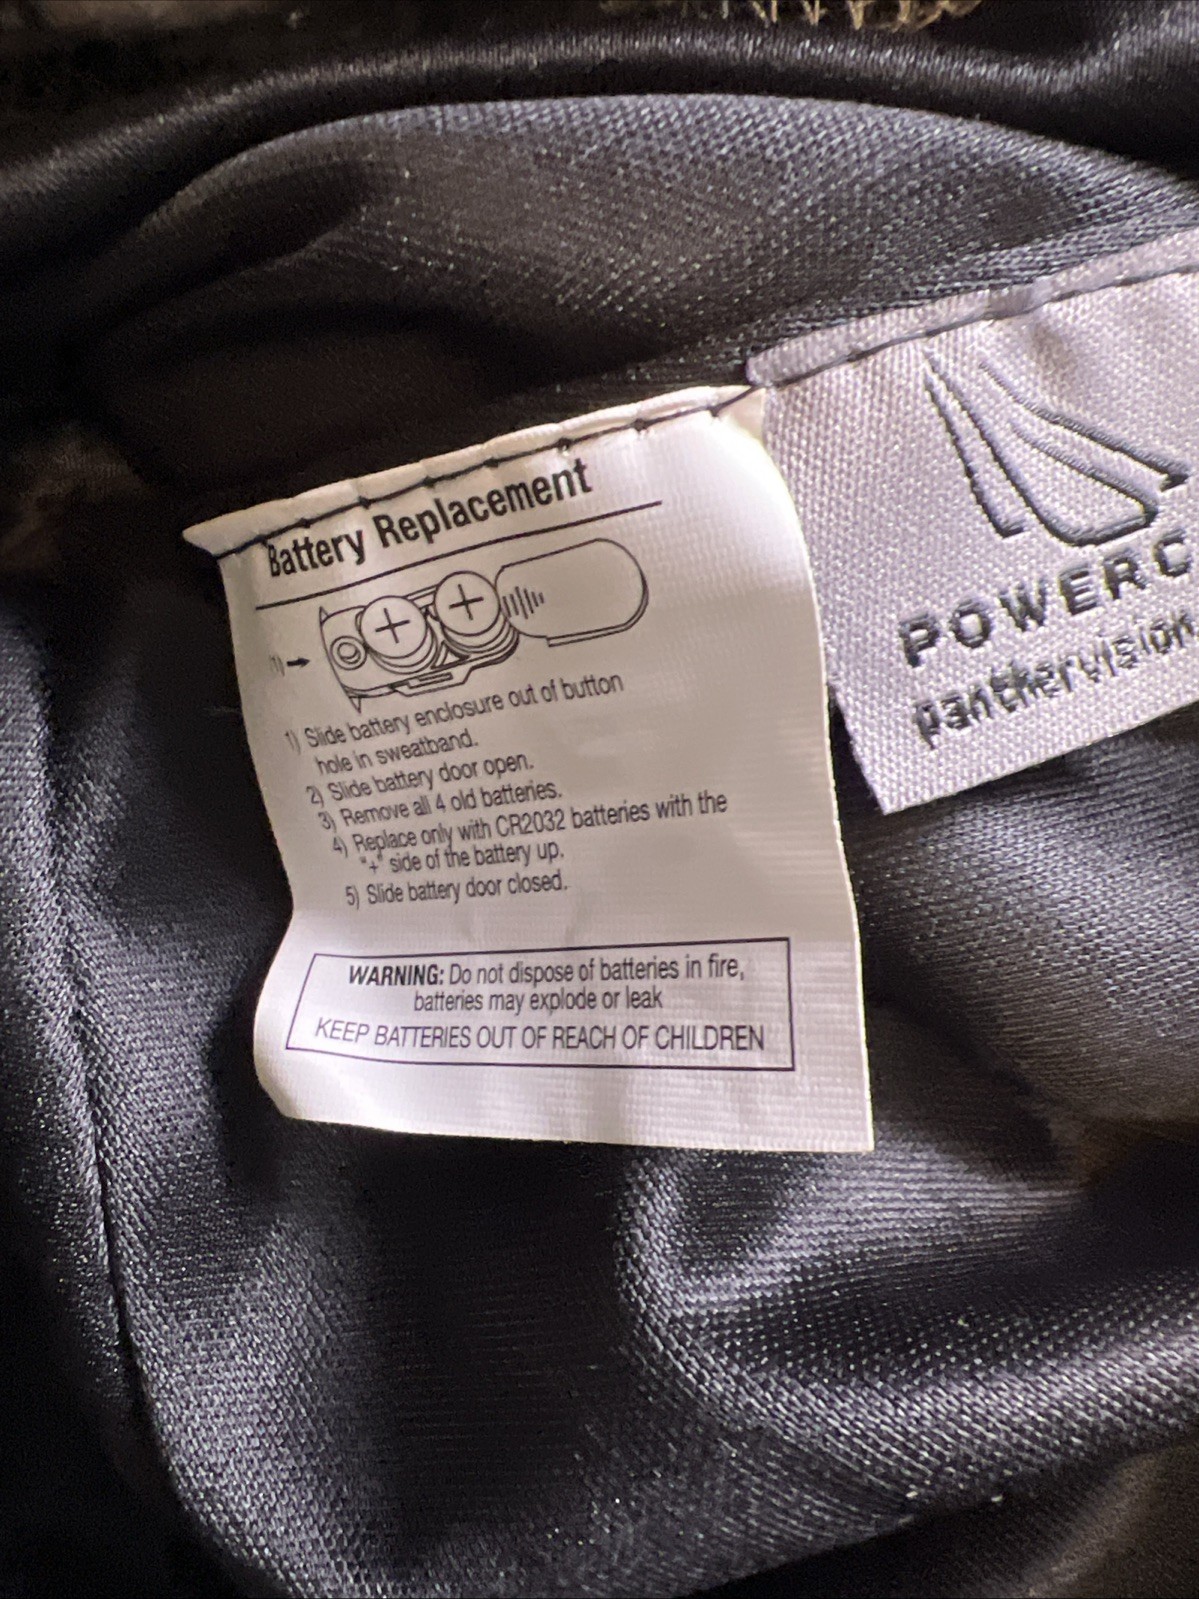 Battery Replacement
+ +
(1) →
1) Slide battery enclosure out of button
hole in sweatband.
2) Slide battery door open.
3) Remove all 4 old batteries.
4) Replace only with CR2032 batteries with the
"+" side of the battery up.
5) Slide battery door closed.
WARNING: Do not dispose of batteries in fire,
batteries may explode or leak
KEEP BATTERIES OUT OF REACH OF CHILDREN
POWERC
panthervision